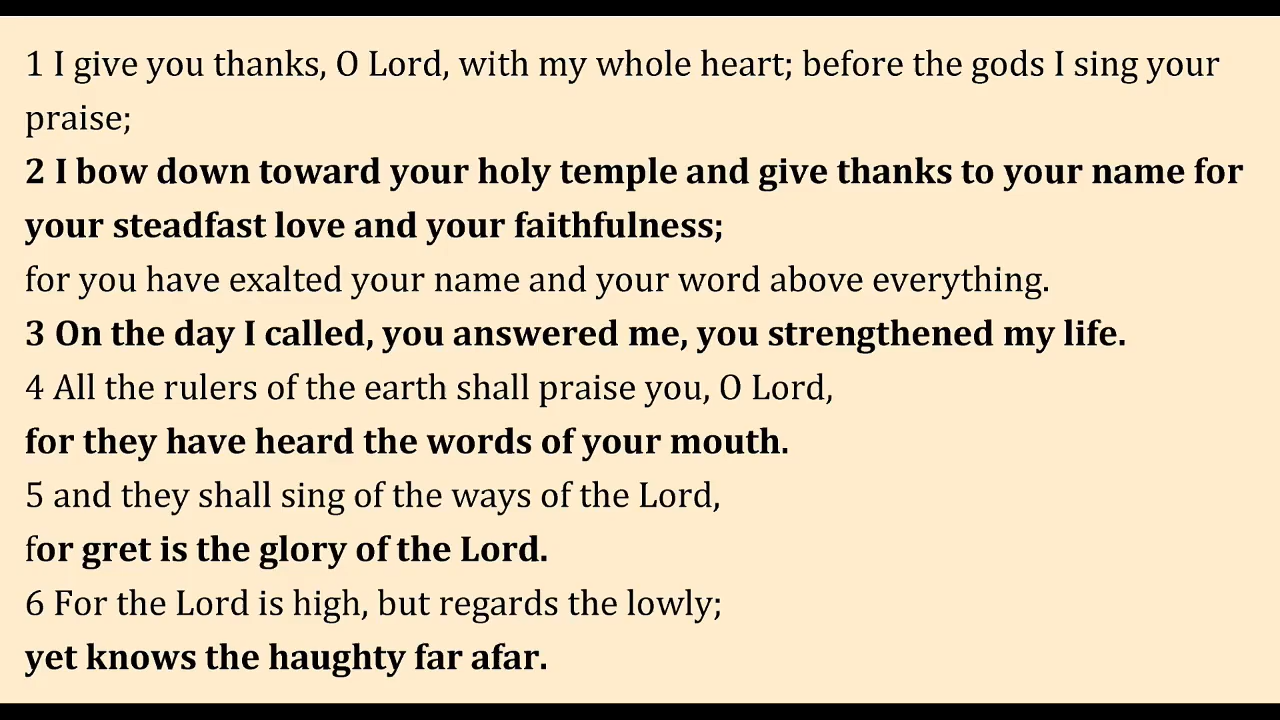 1 I give you thanks, O Lord, with my whole heart; before the gods I sing your
praise;
2 I bow down toward your holy temple and give thanks to your name for
your steadfast love and your faithfulness;
for you have exalted your name and your word above everything.
3 On the day I called, you answered me, you strengthened my life.
4 All the rulers of the earth shall praise you, O Lord,
for they have heard the words of your mouth.
5 and they shall sing of the ways of the Lord,
for gret is the glory of the Lord.
6 For the Lord is high, but regards the lowly;
yet knows the haughty far afar.